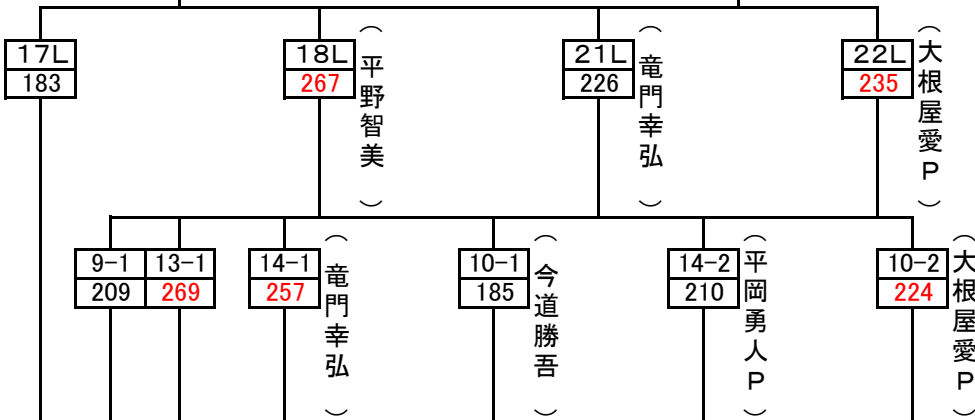 17L
183
18L
267
（平野智美）
21L
226
（竜門幸弘）
22L
235
（大根屋愛Ｐ）
9-1
209
13-1
269
14-1
257
（竜門幸弘）
10-1
185
（今道勝吾）
14-2
210
（平岡勇人Ｐ）
10-2
224
（大根屋愛Ｐ）